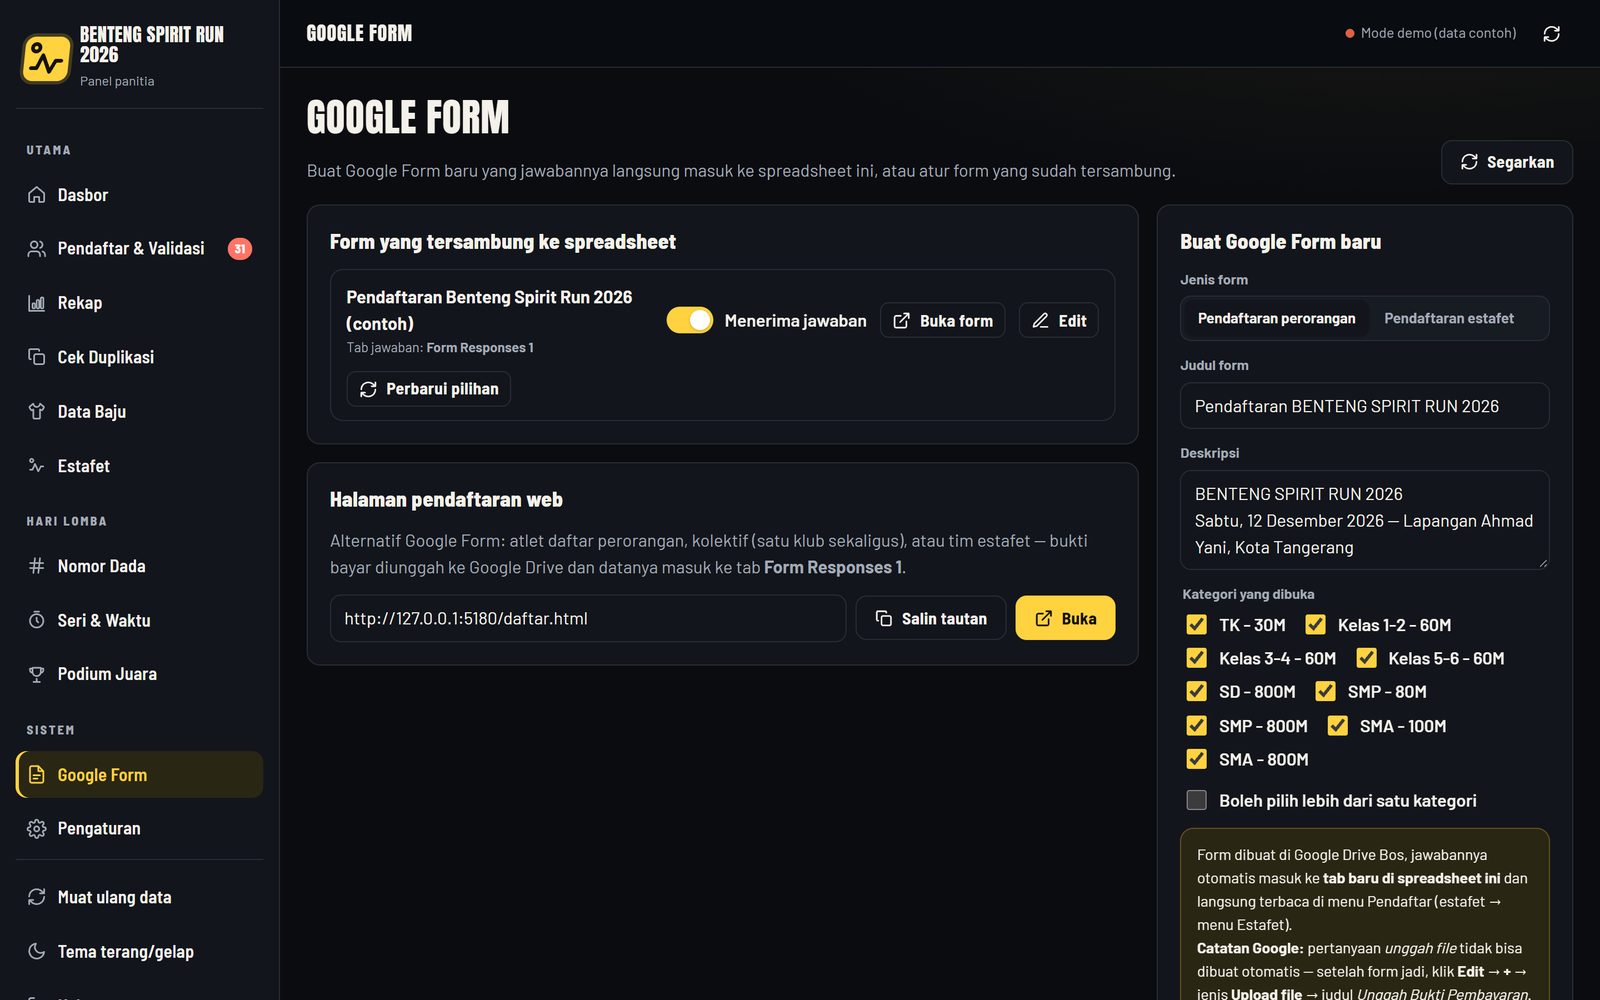 BENTENG SPIRIT RUN
2026
Panel panitia
UTAMA
Dasbor
Pendaftar & Validasi
31
Rekap
Cek Duplikasi
Data Baju
Estafet
HARI LOMBA
Nomor Dada
Seri & Waktu
Podium Juara
SISTEM
Google Form
Pengaturan
Muat ulang data
Tema terang/gelap
GOOGLE FORM
Mode demo (data contoh)
GOOGLE FORM
Buat Google Form baru yang jawabannya langsung masuk ke spreadsheet ini, atau atur form yang sudah tersambung.
Segarkan
Form yang tersambung ke spreadsheet
Pendaftaran Benteng Spirit Run 2026
(contoh)
Tab jawaban: Form Responses 1
Menerima jawaban
Buka form
Edit
Perbarui pilihan
Halaman pendaftaran web
Alternatif Google Form: atlet daftar perorangan, kolektif (satu klub sekaligus), atau tim estafet — bukti
bayar diunggah ke Google Drive dan datanya masuk ke tab Form Responses 1.
http://127.0.0.1:5180/daftar.html
Salin tautan
Buka
Buat Google Form baru
Jenis form
Pendaftaran perorangan
Pendaftaran estafet
Judul form
Pendaftaran BENTENG SPIRIT RUN 2026
Deskripsi
BENTENG SPIRIT RUN 2026
Sabtu, 12 Desember 2026 — Lapangan Ahmad
Yani, Kota Tangerang
Kategori yang dibuka
TK - 30M
Kelas 1-2 - 60M
Kelas 3-4 - 60M
Kelas 5-6 - 60M
SD - 800M
SMP - 80M
SMP - 800M
SMA - 100M
SMA - 800M
Boleh pilih lebih dari satu kategori
Form dibuat di Google Drive Bos, jawabannya
otomatis masuk ke tab baru di spreadsheet ini dan
langsung terbaca di menu Pendaftar (estafet →
menu Estafet).
Catatan Google: pertanyaan unggah file tidak bisa
dibuat otomatis — setelah form jadi, klik Edit → + →
jenis Upload file → judul Unggah Bukti Pembayaran.